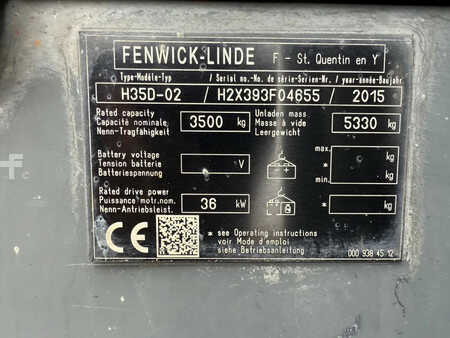 FENWICK-LINDE F - St. Quentin en Y
Type-Modèle-Typ / Serial no.-No. de série-Serien-Nr. / year-année-Baujahr
H35D-02 / H2X393F04655 / 2015
Rated capacity
Capacité nominale 3500 kg
Nenn-Tragfähigkeit
Unladen mass
Masse à vide 5330 kg
Leergewicht
Battery voltage
Tension batterie V
Batteriespannung
max. kg
*
min. kg
Rated drive power
Puissance motr.nom. 36 kW
Nenn-Antriebsleist.
* kg
CE
* see Operating instructions
voir Mode d'emploi
siehe Betriebsanleitung
000 938 45 12